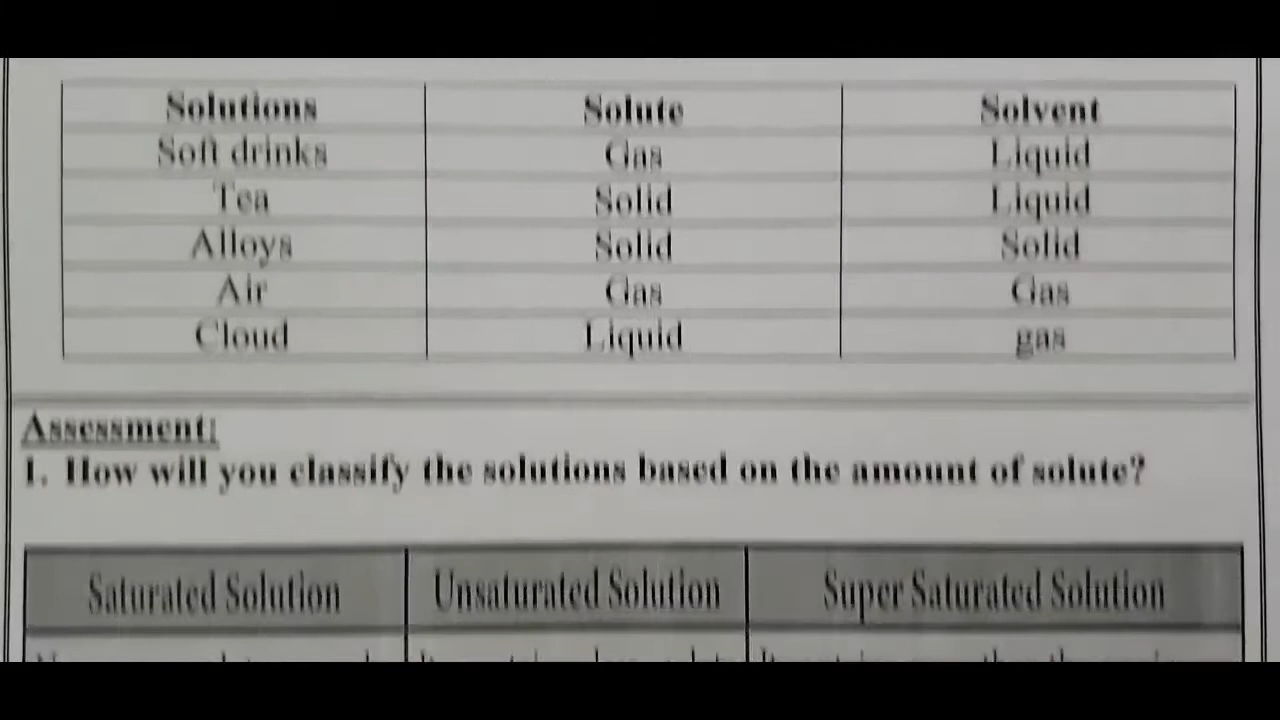 Solutions Solute Solvent
Soft drinks Gas Liquid
Tea Solid Liquid
Alloys Solid Solid
Air Gas Gas
Cloud Liquid gas
Assessment:
1. How will you classify the solutions based on the amount of solute?
Saturated Solution Unsaturated Solution Super Saturated Solution